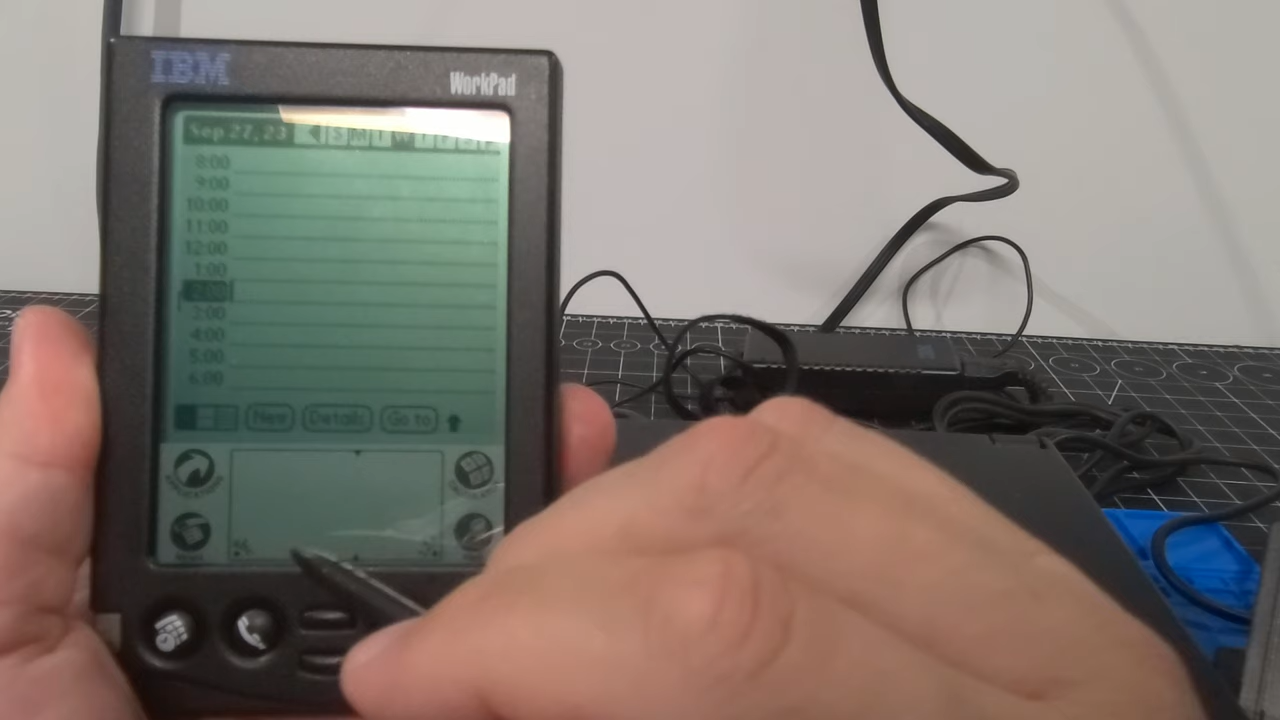 IBM
WorkPad
Sep 27, 23 S M T W T F S
8:00
9:00
10:00
11:00
12:00
1:00
2:00
3:00
4:00
5:00
6:00
New Details Go to
APPLICATIONS